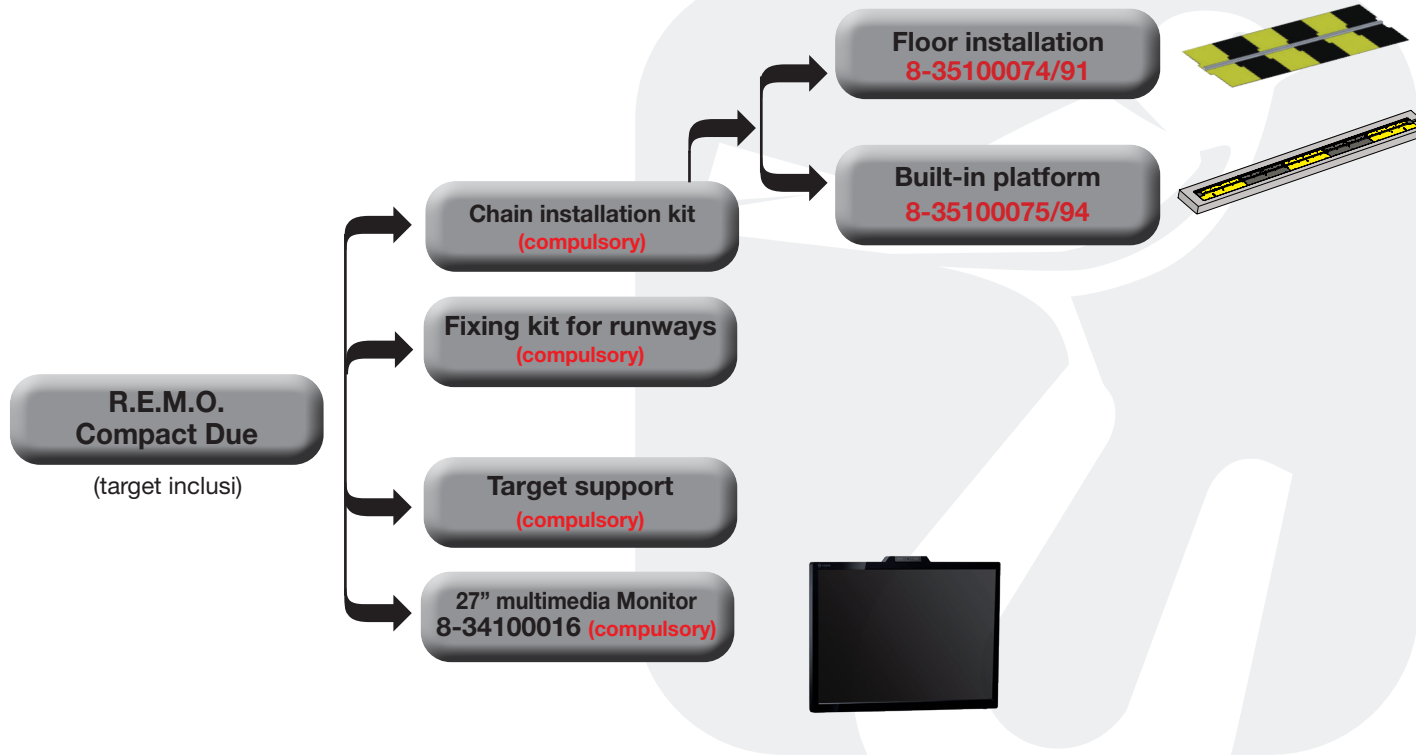 Floor installation
8-35100074/91
Built-in platform
8-35100075/94
Chain installation kit
(compulsory)
Fixing kit for runways
(compulsory)
R.E.M.O.
Compact Due
(target inclusi)
Target support
(compulsory)
27” multimedia Monitor
8-34100016 (compulsory)